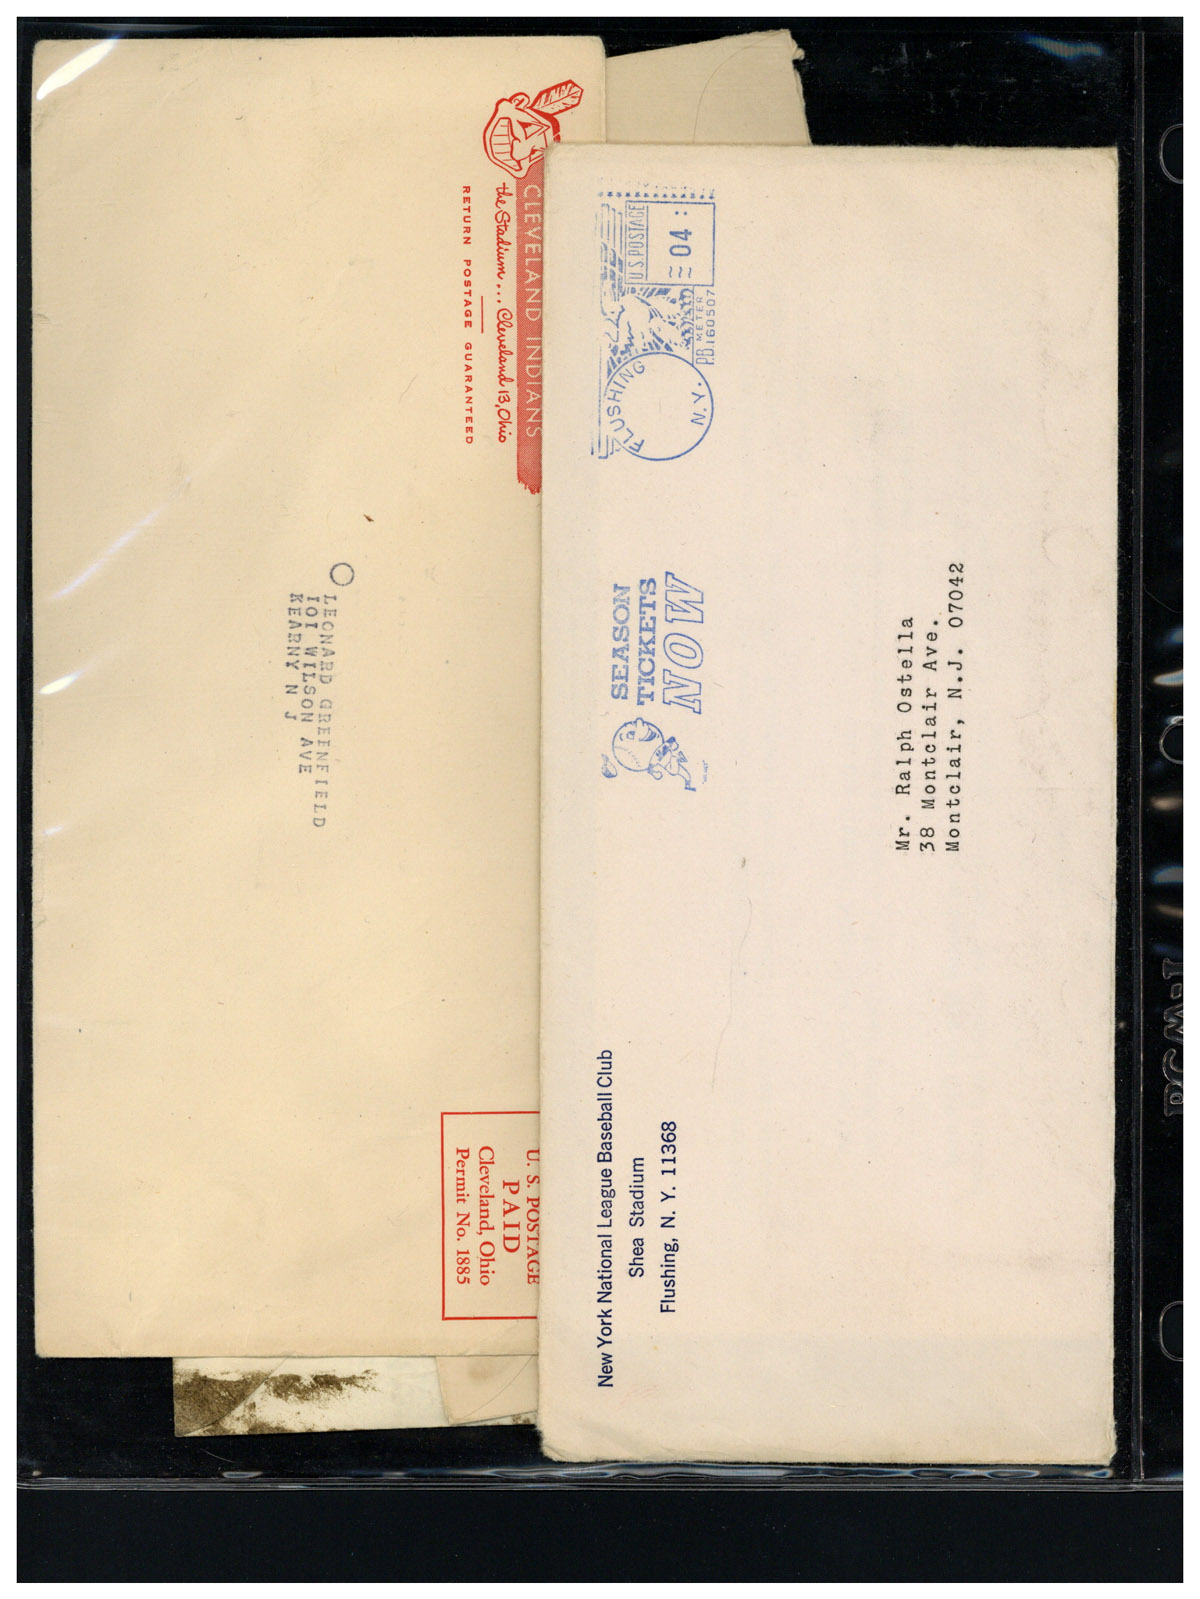 CLEVELAND INDIANS
the Stadium... Cleveland 13, Ohio
RETURN POSTAGE GUARANTEED
LEONARD GREENFIELD
IOI WILSON AVE
KEARNY N J
U. S. POSTAGE
PAID
Cleveland, Ohio
Permit No. 1885
New York National League Baseball Club
Shea Stadium
Flushing, N. Y. 11368
SEASON
TICKETS
NOW
FLUSHING
N.Y.
U.S. POSTAGE
04
P.B. METER
160507
Mr. Ralph Ostella
38 Montclair Ave.
Montclair, N.J. 07042